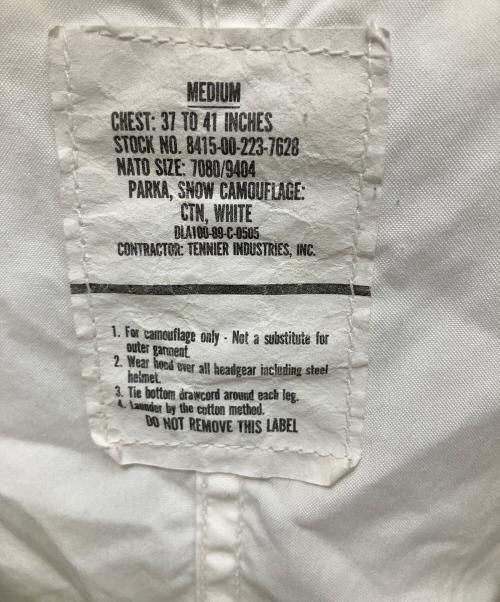 MEDIUM
CHEST: 37 TO 41 INCHES
STOCK NO. 8415-00-223-7628
NATO SIZE: 7080/9404
PARKA, SNOW CAMOUFLAGE:
CTN, WHITE
DLA100-89-C-0505
CONTRACTOR: TENNIER INDUSTRIES, INC.
1. For camouflage only - Not a substitute for
outer garment.
2. Wear hood over all headgear including steel
helmet.
3. Tie bottom drawcord around each leg.
4. Launder by the cotton method.
DO NOT REMOVE THIS LABEL